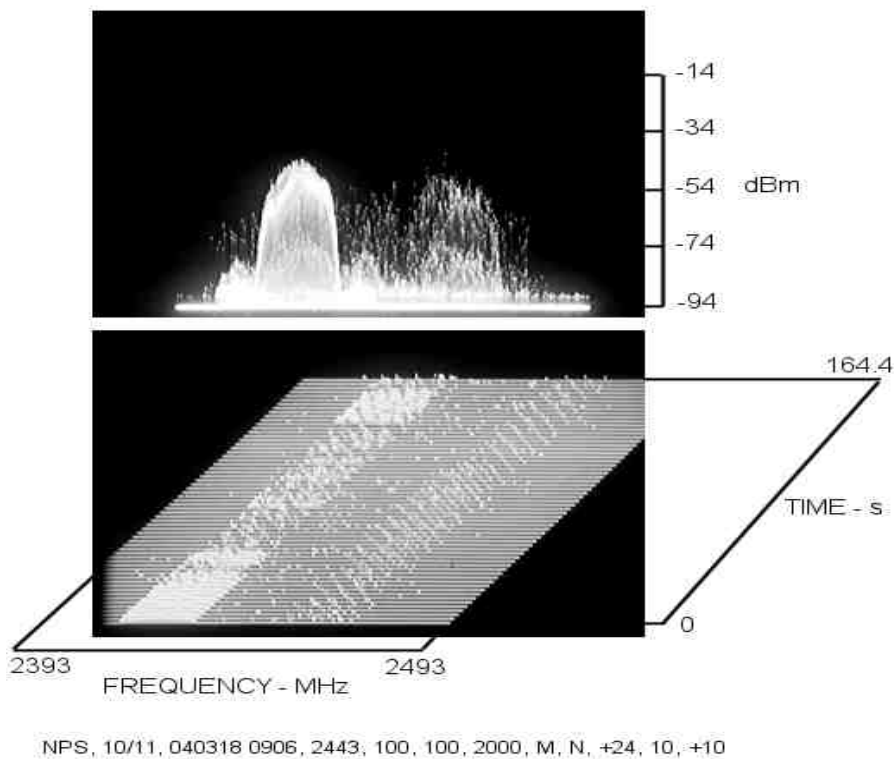 -14
-34
-54 dBm
-74
-94
164.4
TIME - s
0
2393 2493
FREQUENCY - MHz
NPS, 10/11, 040318 0906, 2443, 100, 100, 2000, M, N, +24, 10, +10